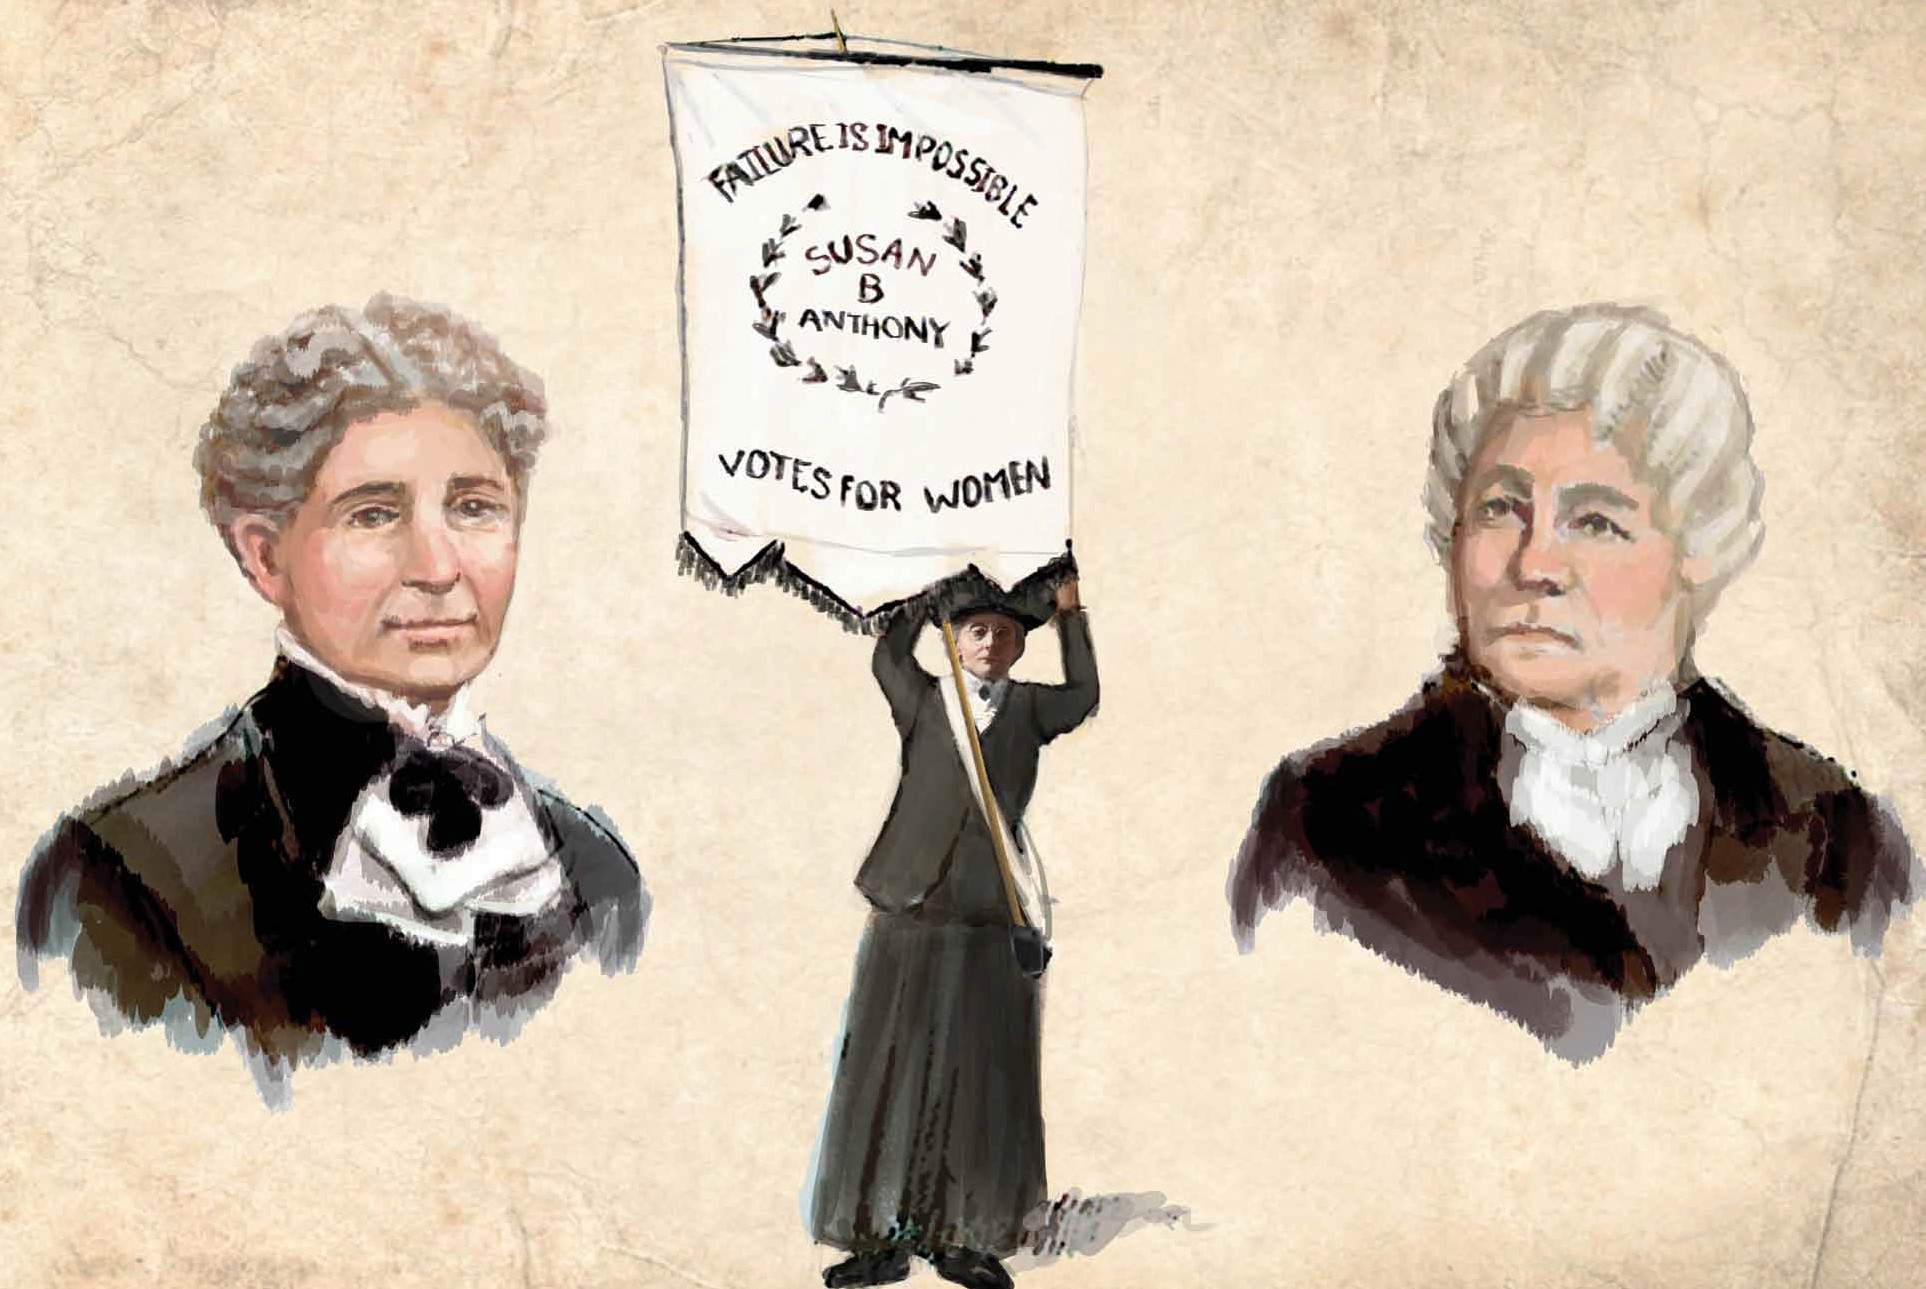 FAILURE IS IMPOSSIBLE
SUSAN
B
ANTHONY
VOTES FOR WOMEN